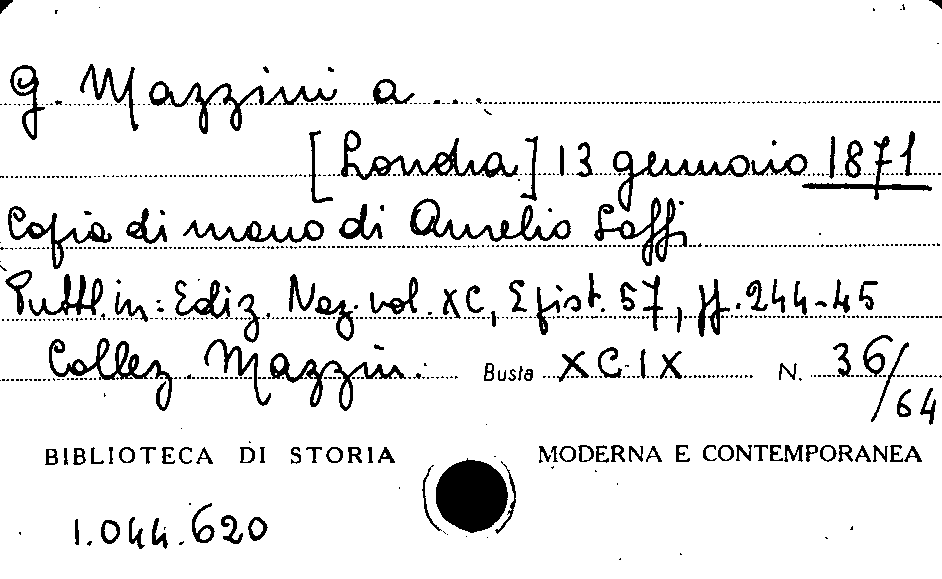 G. Mazzini a ...
[Londra] 13 gennaio 1871
Copia di mano di Aurelio Saffi
Pubbl. in: Ediz. Naz. vol. XC, Epist. 57, pp. 244-45
Collez. Mazzini. Busta XCIX N. 36/64
BIBLIOTECA DI STORIA MODERNA E CONTEMPORANEA
1.044.620